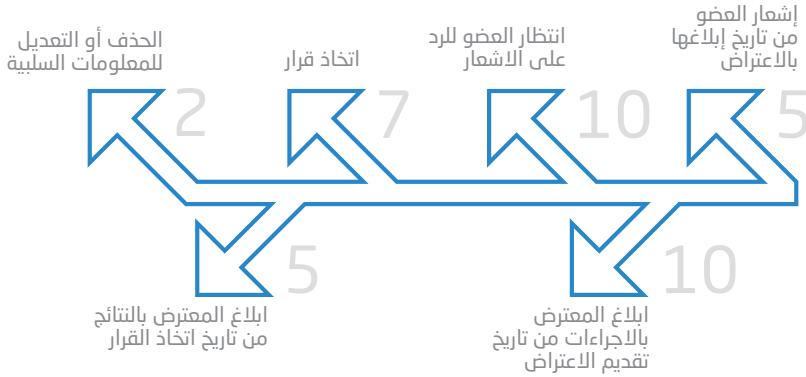 إشعار العضو
من تاريخ إبلاغها
بالاعتراض
5
انتظار العضو للرد
على الاشعار
10
اتخاذ قرار
7
الحذف أو التعديل
للمعلومات السلبية
2
10
ابلاغ المعترض
بالاجراءات من تاريخ
تقديم الاعتراض
5
ابلاغ المعترض بالنتائج
من تاريخ اتخاذ القرار